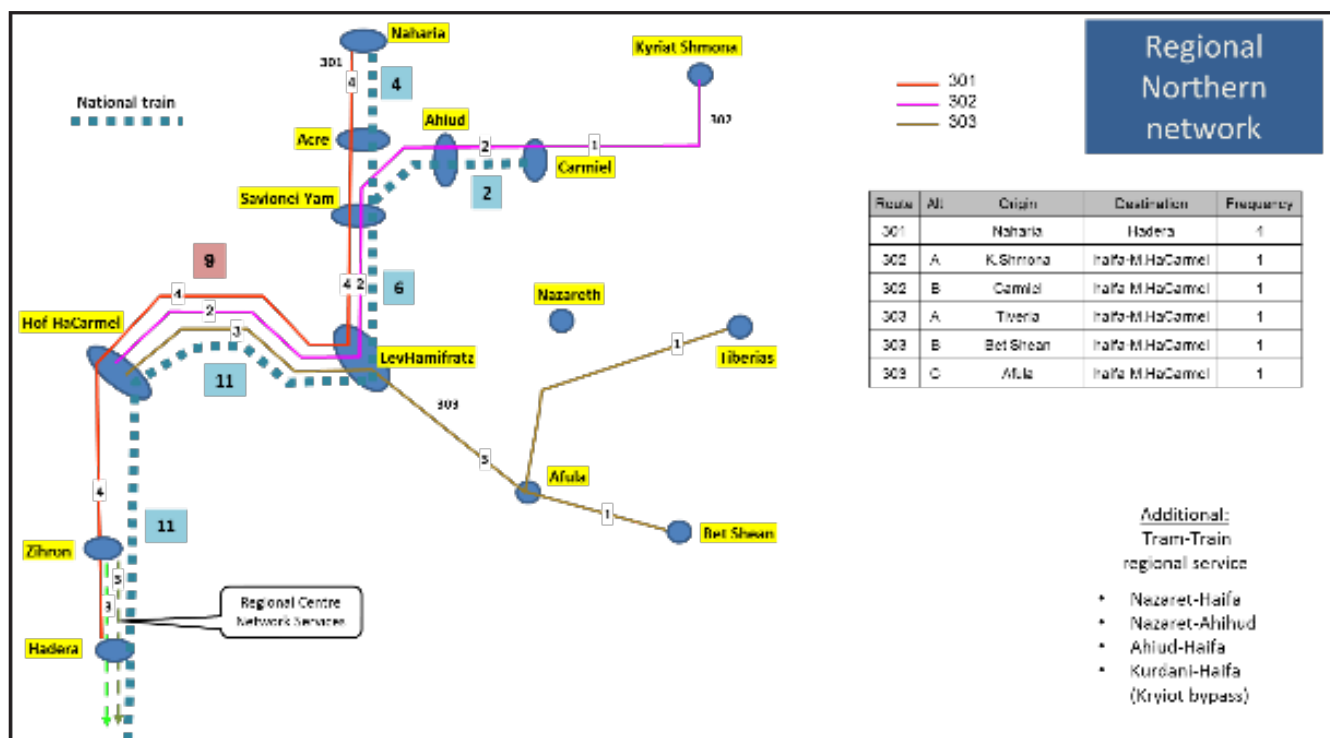 Naharia
Kyriat Shmona
Regional
Northern
network
301
4
4
301
302
303
National train
Ahiud
302
Acre
2
1
Carmiel
2
Savionei Yam
Route Alt Origin Destination Frequency
301 Naharia Hadera 4
302 A K.Shmona haifa-M.HaCarmel 1
302 B Carmiel haifa M.HaCarmel 1
303 A Tiveria haifa-M.HaCarmel 1
303 B Bet Shean haifa M.HaCarmel 1
303 C Afula haifa M.HaCarmel 1
9
4
4 2
6
Nazareth
2
Hof HaCarmel
3
1
LevHamifratz
Tiberias
11
303
3
Afula
4
11
1
Bet Shean
Zihron
3
3
Regional Centre
Network Services
Hadera
Additional:
Tram-Train
regional service
• Nazaret-Haifa
• Nazaret-Ahihud
• Ahiud-Haifa
• Kurdani-Haifa
(Kryiot bypass)